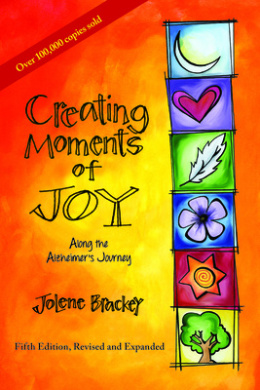 Over 100,000 copies sold
Creating
Moments
of
JOY
Along the
Alzheimer's Journey
Jolene Brackey
Fifth Edition, Revised and Expanded